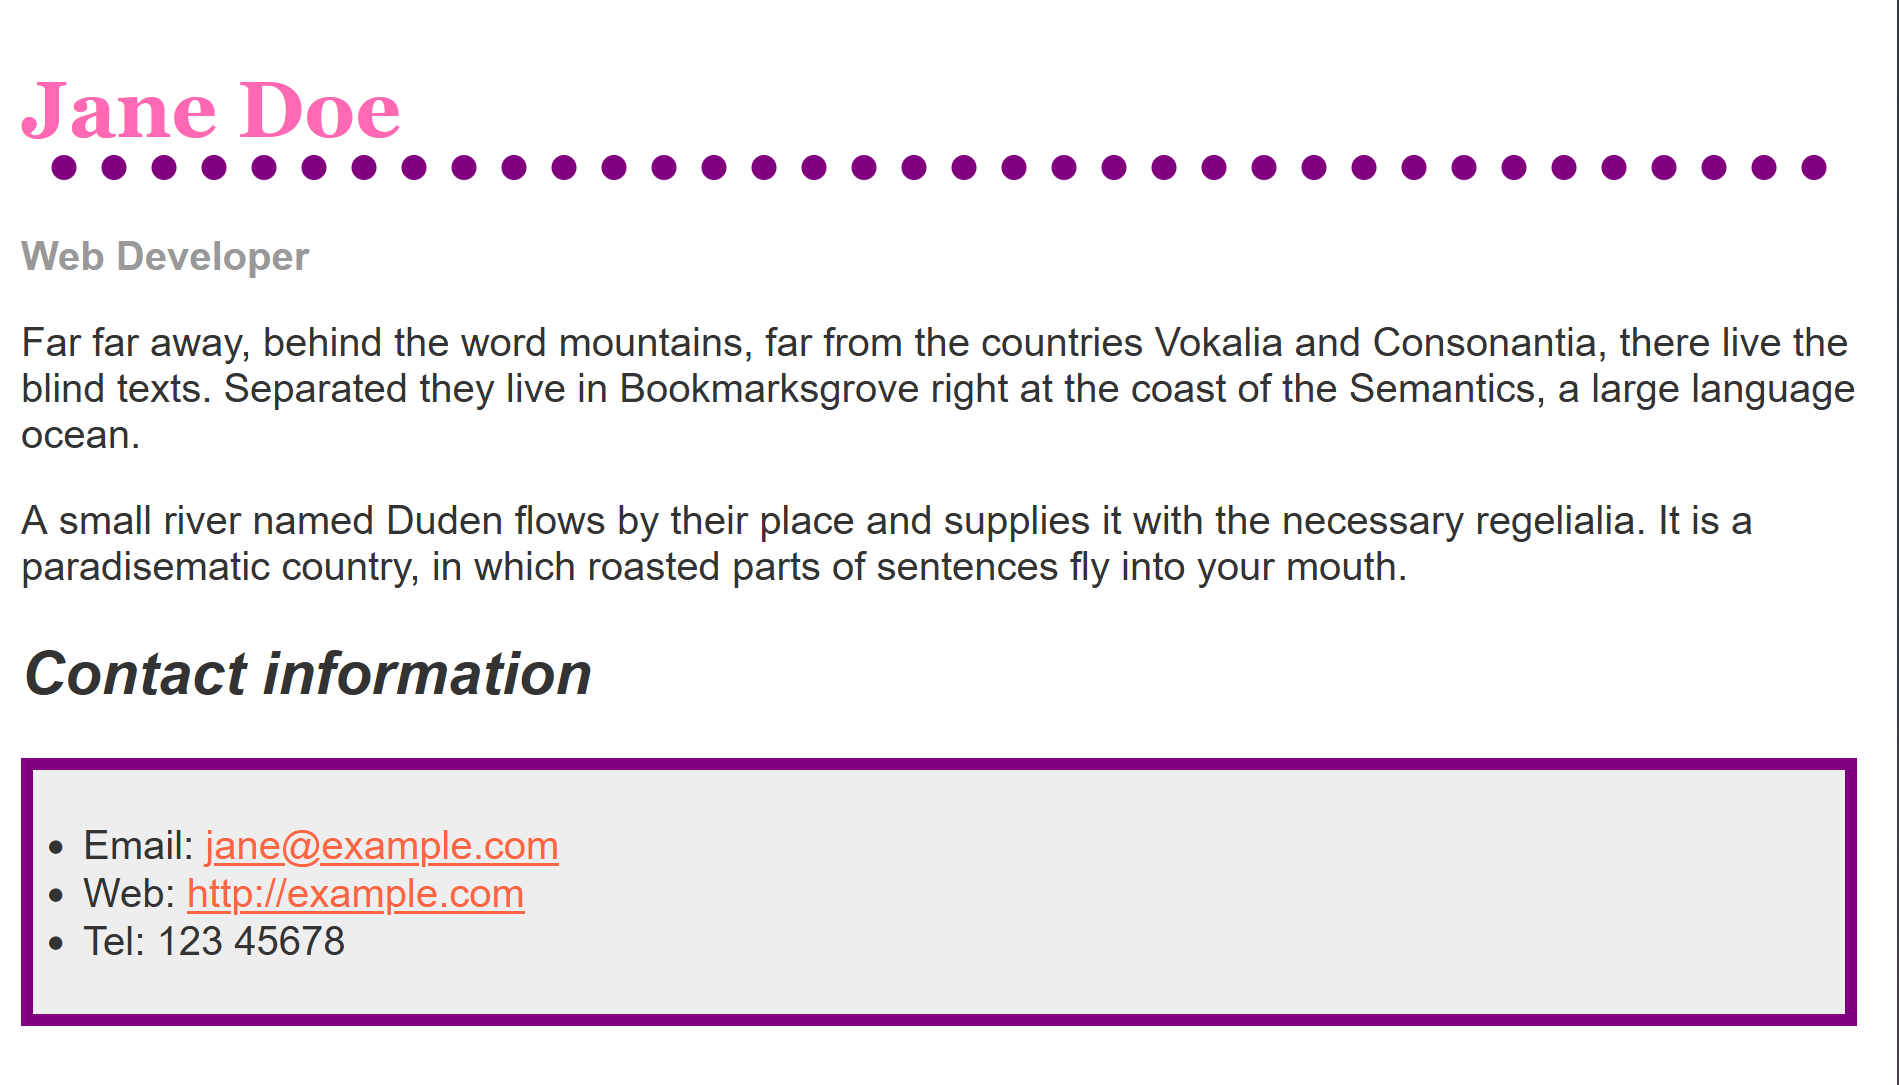 Jane Doe
Web Developer
Far far away, behind the word mountains, far from the countries Vokalia and Consonantia, there live the
blind texts. Separated they live in Bookmarksgrove right at the coast of the Semantics, a large language
ocean.
A small river named Duden flows by their place and supplies it with the necessary regelialia. It is a
paradisematic country, in which roasted parts of sentences fly into your mouth.
Contact information
Email: jane@example.com
Web: http://example.com
Tel: 123 45678